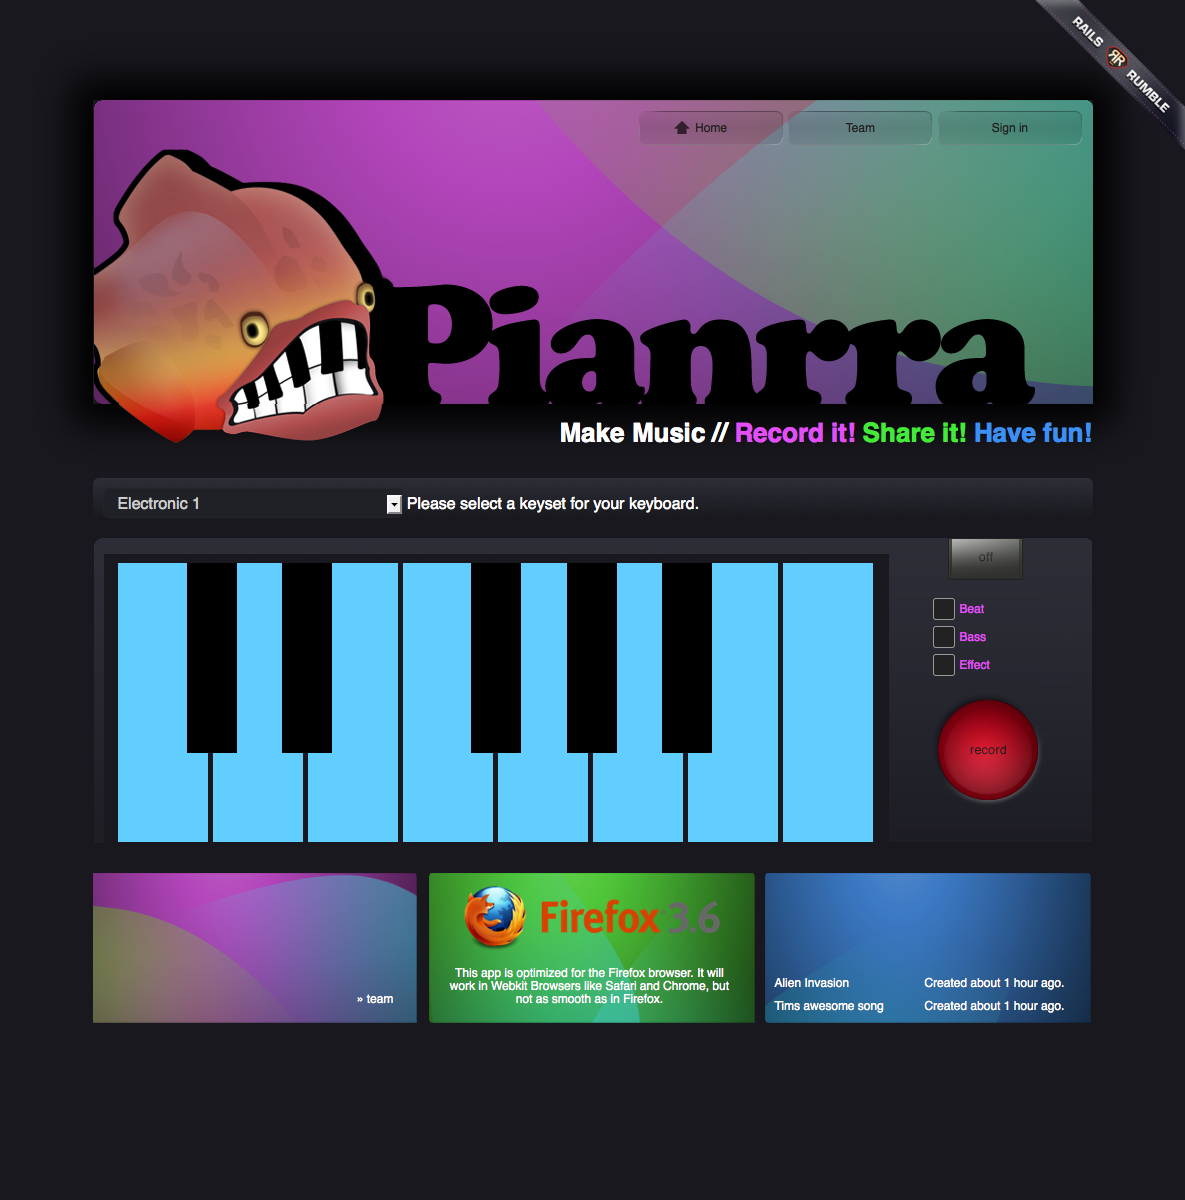 RAILS RR RUMBLE
Home
Team
Sign in
Pianrra
Make Music // Record it! Share it! Have fun!
Electronic 1
Please select a keyset for your keyboard.
off
Beat
Bass
Effect
record
» team
Firefox 3.6
This app is optimized for the Firefox browser. It will
work in Webkit Browsers like Safari and Chrome, but
not as smooth as in Firefox.
Alien Invasion Created about 1 hour ago.
Tims awesome song Created about 1 hour ago.